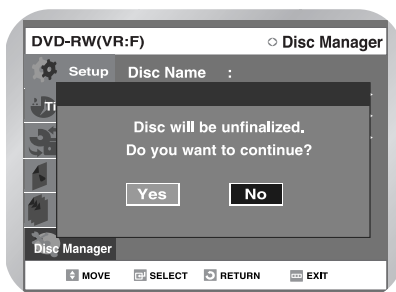 DVD-RW(VR:F)
Disc Manager
Setup
Disc Name :
Ti
Disc will be unfinalized.
Do you want to continue?
Yes No
Disc Manager
MOVE SELECT RETURN EXIT